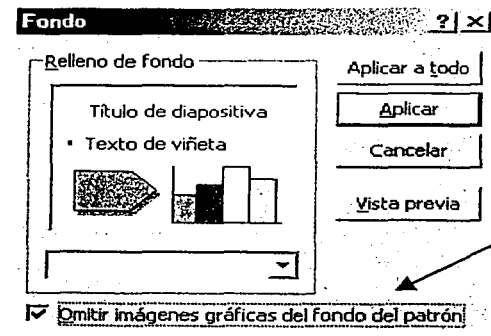 Fondo
Relleno de fondo
Título de diapositiva
• Texto de viñeta
Aplicar a todo
Aplicar
Cancelar
Vista previa
Omitir imágenes gráficas del fondo del patrón